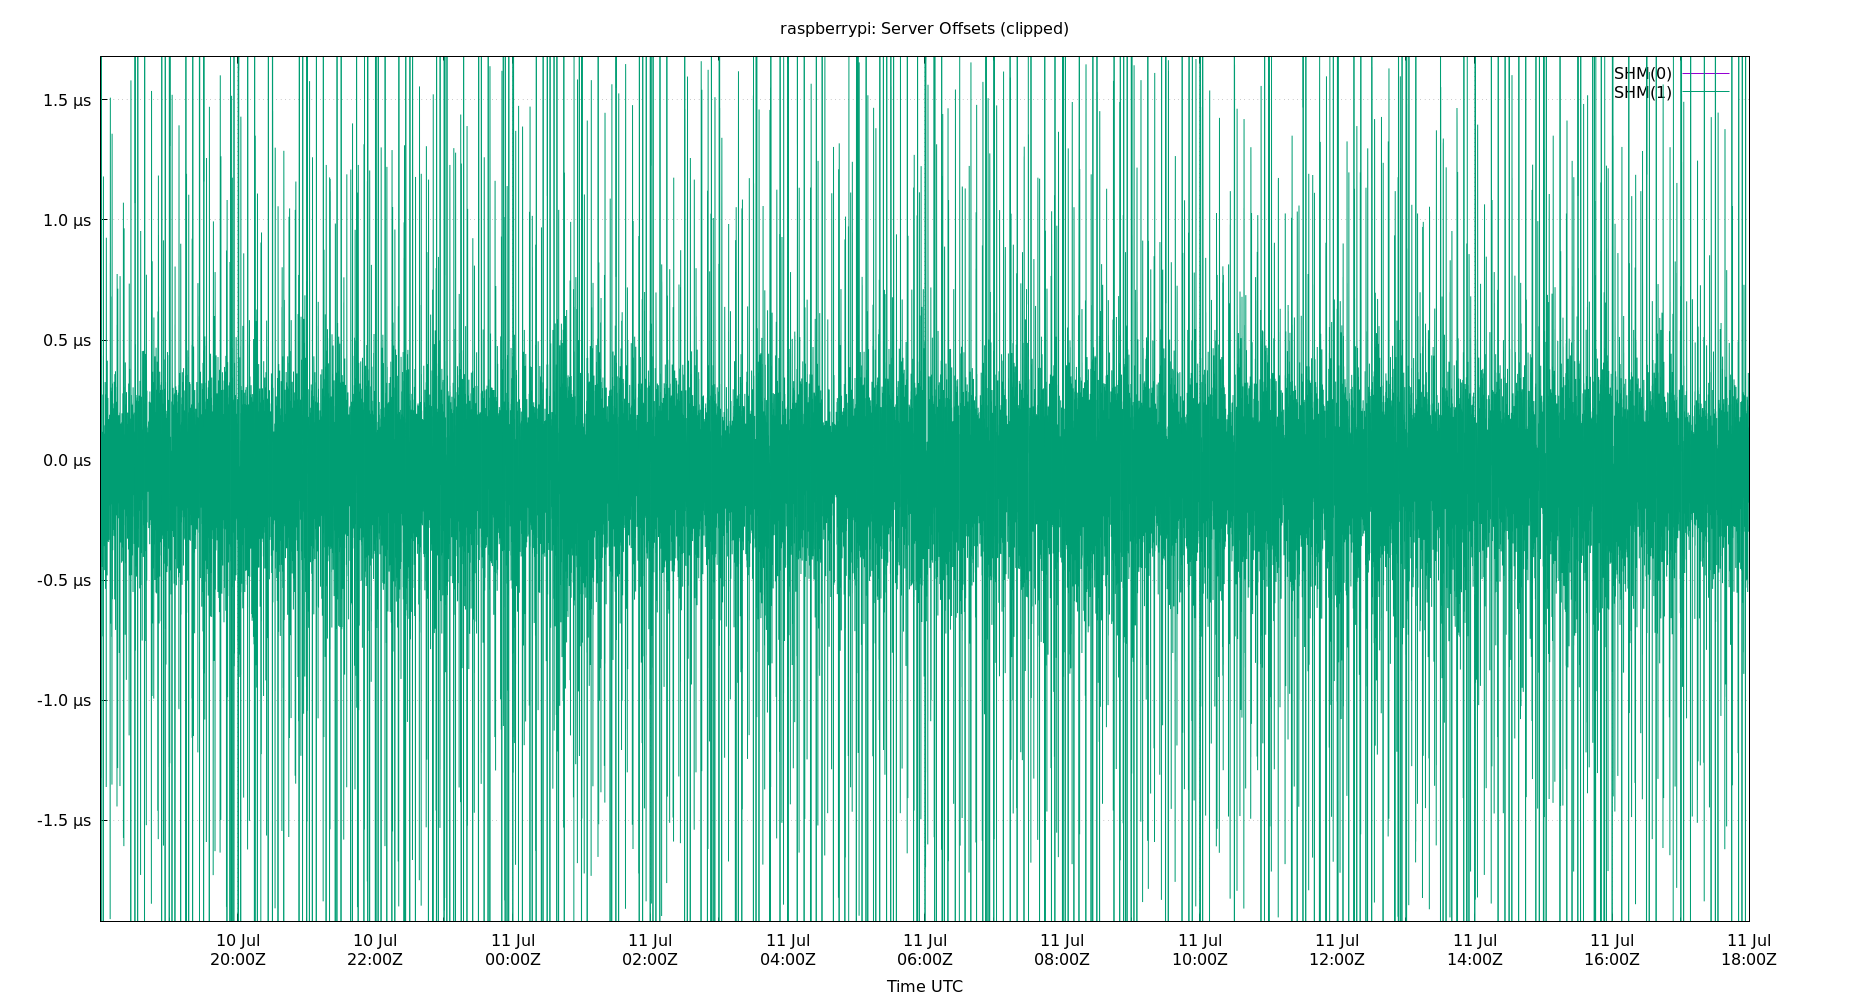 raspberrypi: Server Offsets (clipped)
SHM(0)
SHM(1)
1.5 µs
1.0 µs
0.5 µs
0.0 µs
-0.5 µs
-1.0 µs
-1.5 µs
10 Jul 10 Jul 11 Jul 11 Jul 11 Jul 11 Jul 11 Jul 11 Jul 11 Jul 11 Jul 11 Jul 11 Jul
20:00Z 22:00Z 00:00Z 02:00Z 04:00Z 06:00Z 08:00Z 10:00Z 12:00Z 14:00Z 16:00Z 18:00Z
Time UTC